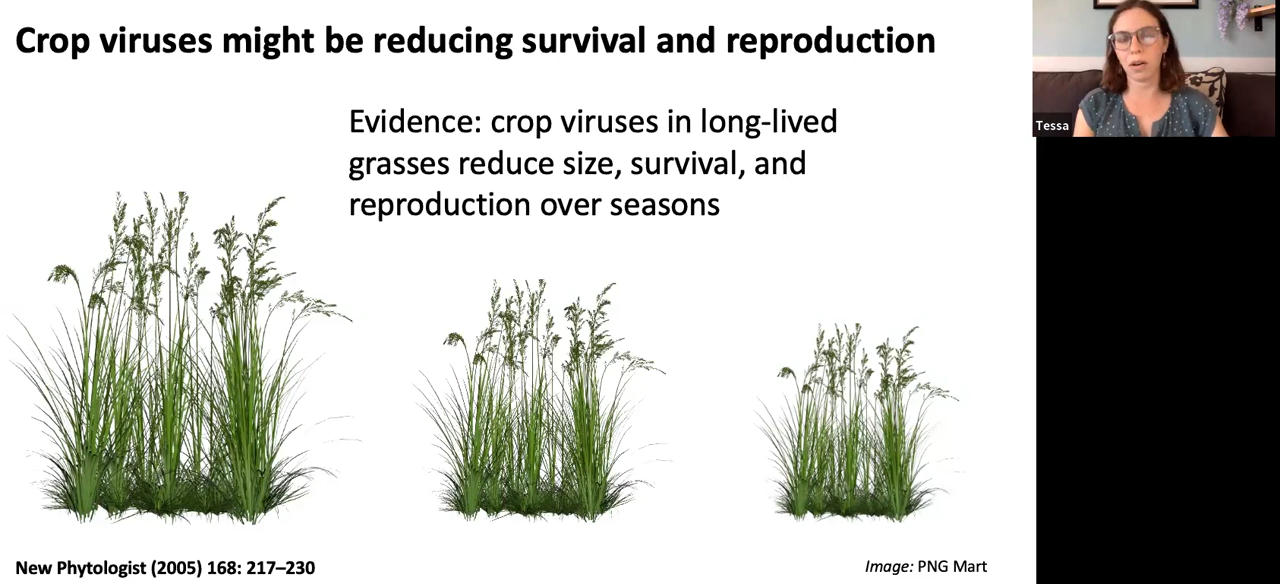 Crop viruses might be reducing survival and reproduction
Tessa
Evidence: crop viruses in long-lived
grasses reduce size, survival, and
reproduction over seasons
New Phytologist (2005) 168: 217–230
Image: PNG Mart